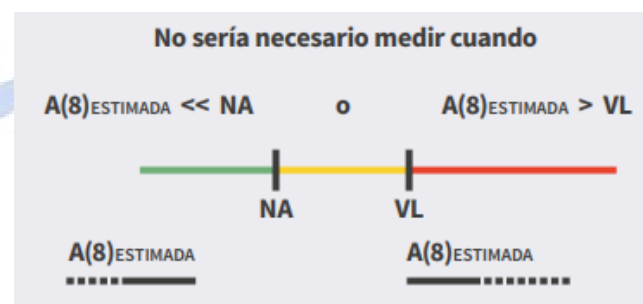 No sería necesario medir cuando
A(8)ESTIMADA << NA o A(8)ESTIMADA > VL
NA VL
A(8)ESTIMADA A(8)ESTIMADA